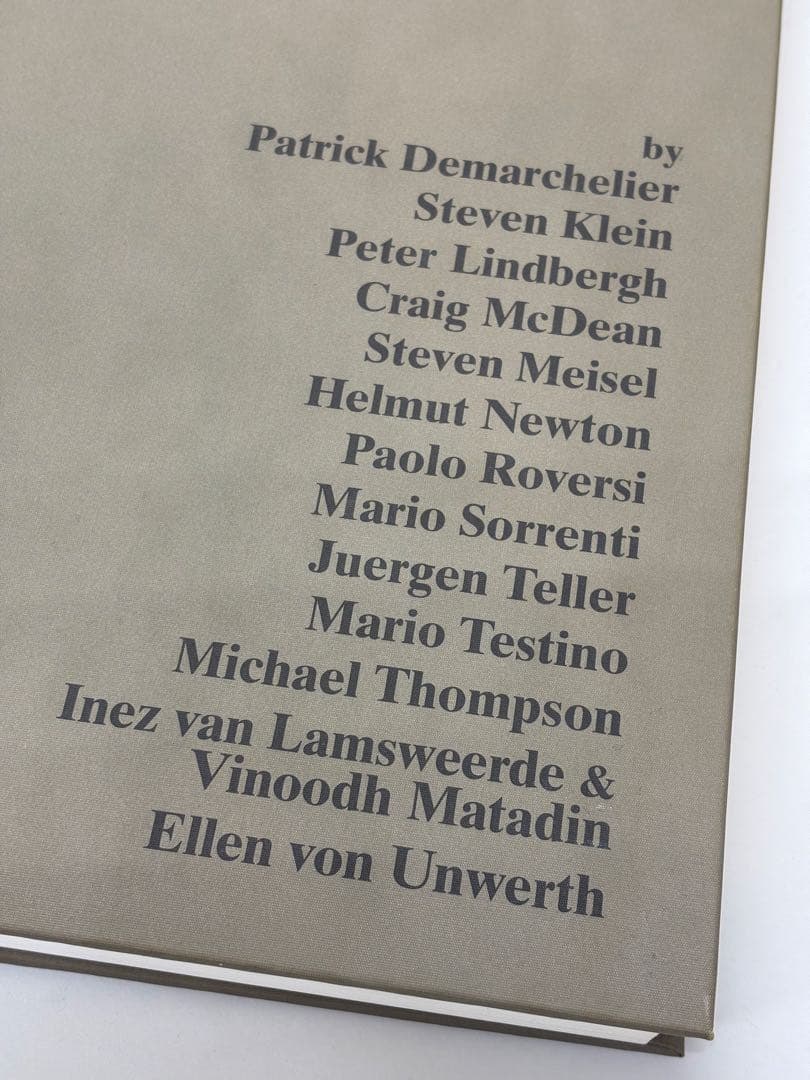 by
Patrick Demarchelier
Steven Klein
Peter Lindbergh
Craig McDean
Steven Meisel
Helmut Newton
Paolo Roversi
Mario Sorrenti
Juergen Teller
Mario Testino
Michael Thompson
Inez van Lamsweerde &
Vinoodh Matadin
Ellen von Unwerth